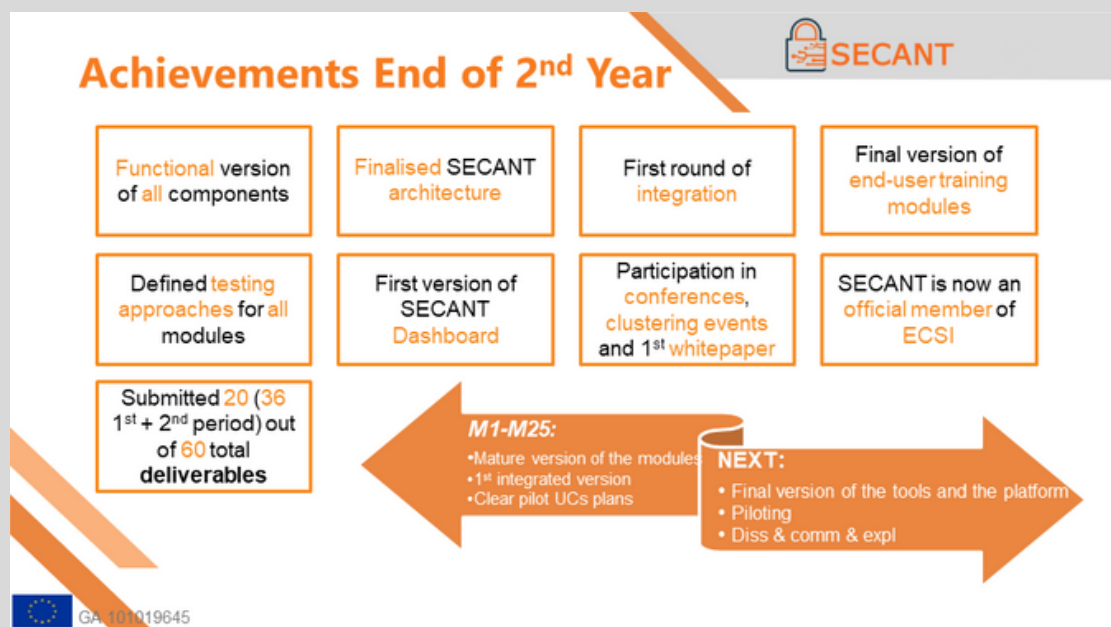 SECANT
Achievements End of 2nd Year
Functional version
of all components
Finalised SECANT
architecture
First round of
integration
Final version of
end-user training
modules
Defined testing
approaches for all
modules
First version of
SECANT
Dashboard
Participation in
conferences,
clustering events
and 1st whitepaper
SECANT is now an
official member of
ECSI
Submitted 20 (36
1st + 2nd period) out
of 60 total
deliverables
M1-M25:
•Mature version of the modules
•1st integrated version
•Clear pilot UCs plans
NEXT:
• Final version of the tools and the platform
• Piloting
• Diss & comm & expl
GA 101019645